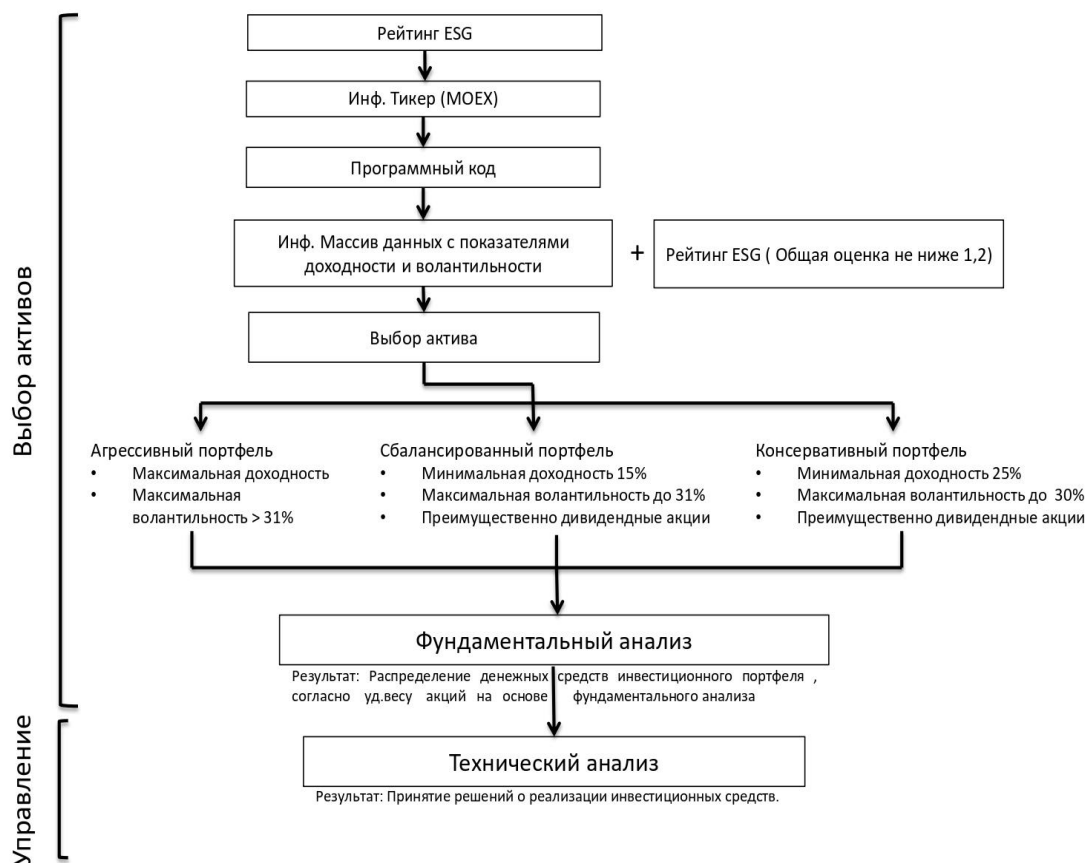 Рейтинг ESG
Инф. Тикер (MOEX)
Программный код
Инф. Массив данных с показателями
доходности и волантильности
+
Рейтинг ESG ( Общая оценка не ниже 1,2)
Выбор актива
Выбор активов
Агрессивный портфель
• Максимальная доходность
• Максимальная
волантильность > 31%
Сбалансированный портфель
• Минимальная доходность 15%
• Максимальная волантильность до 31%
• Преимущественно дивидендные акции
Консервативный портфель
• Минимальная доходность 25%
• Максимальная волантильность до 30%
• Преимущественно дивидендные акции
Фундаментальный анализ
Результат: Распределение денежных средств инвестиционного портфеля ,
согласно уд.весу акций на основе фундаментального анализа
Управление
Технический анализ
Результат: Принятие решений о реализации инвестиционных средств.